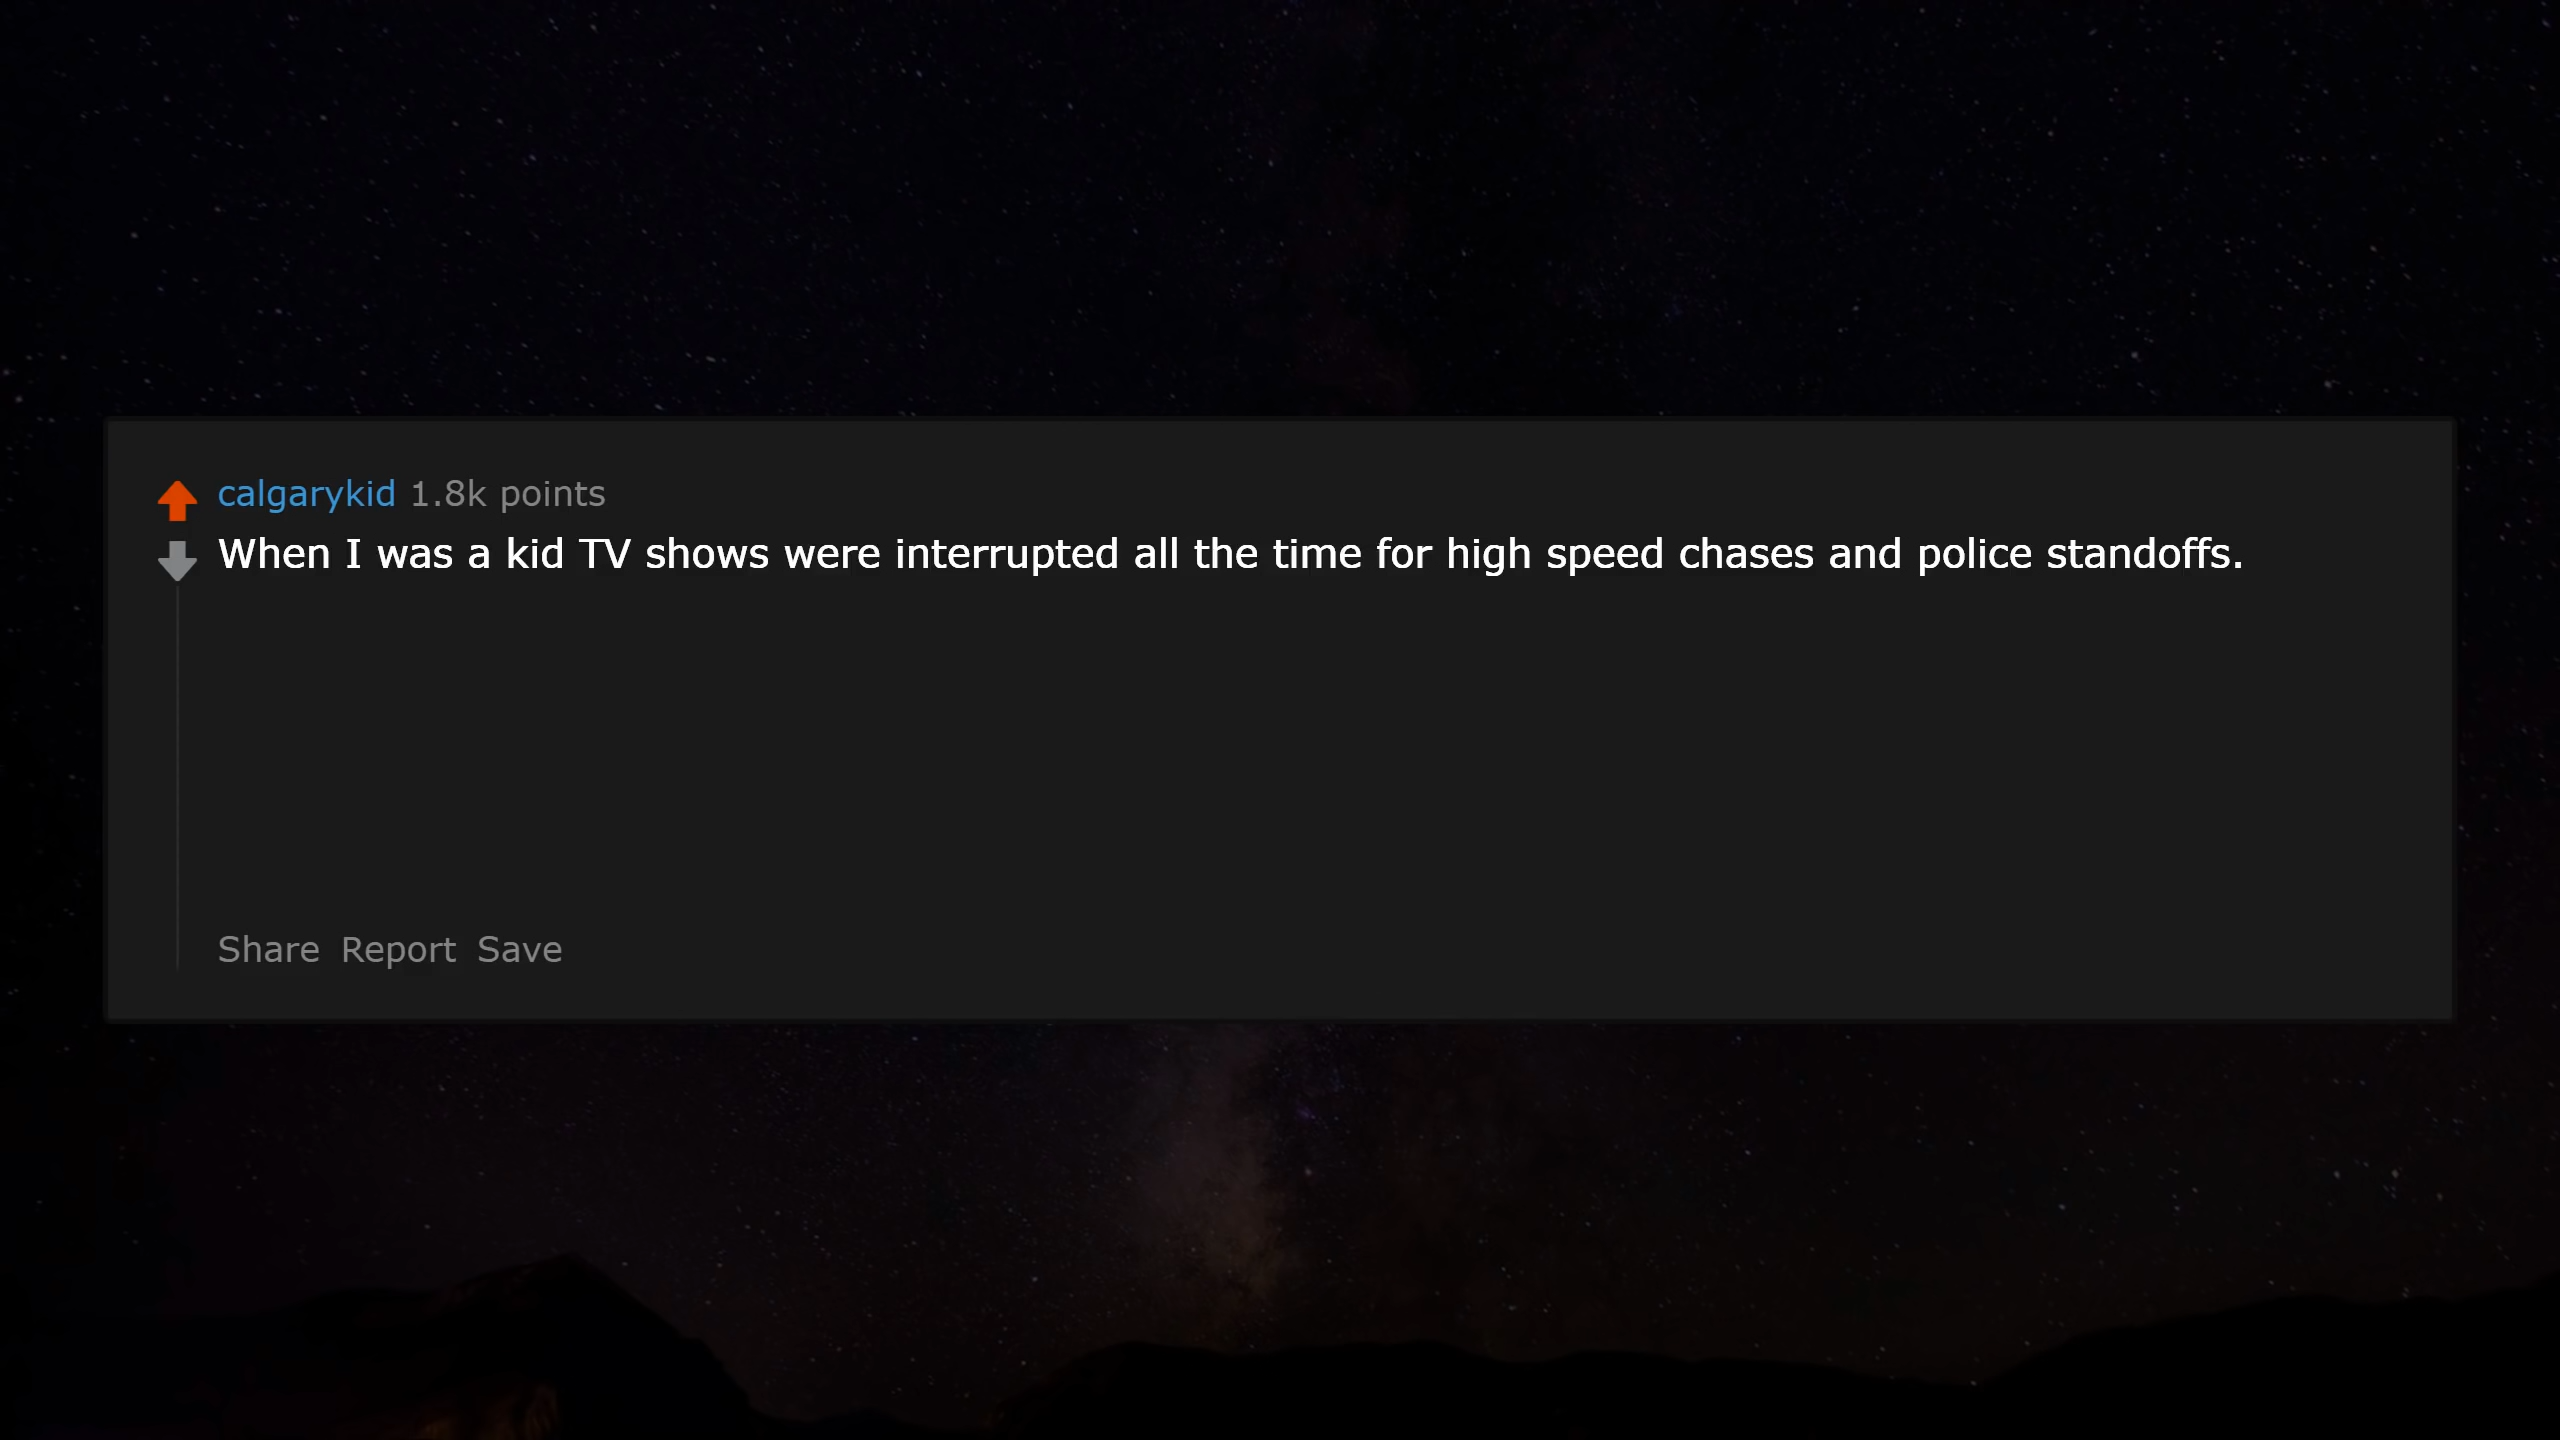 calgarykid 1.8k points
When I was a kid TV shows were interrupted all the time for high speed chases and police standoffs.
Share Report Save